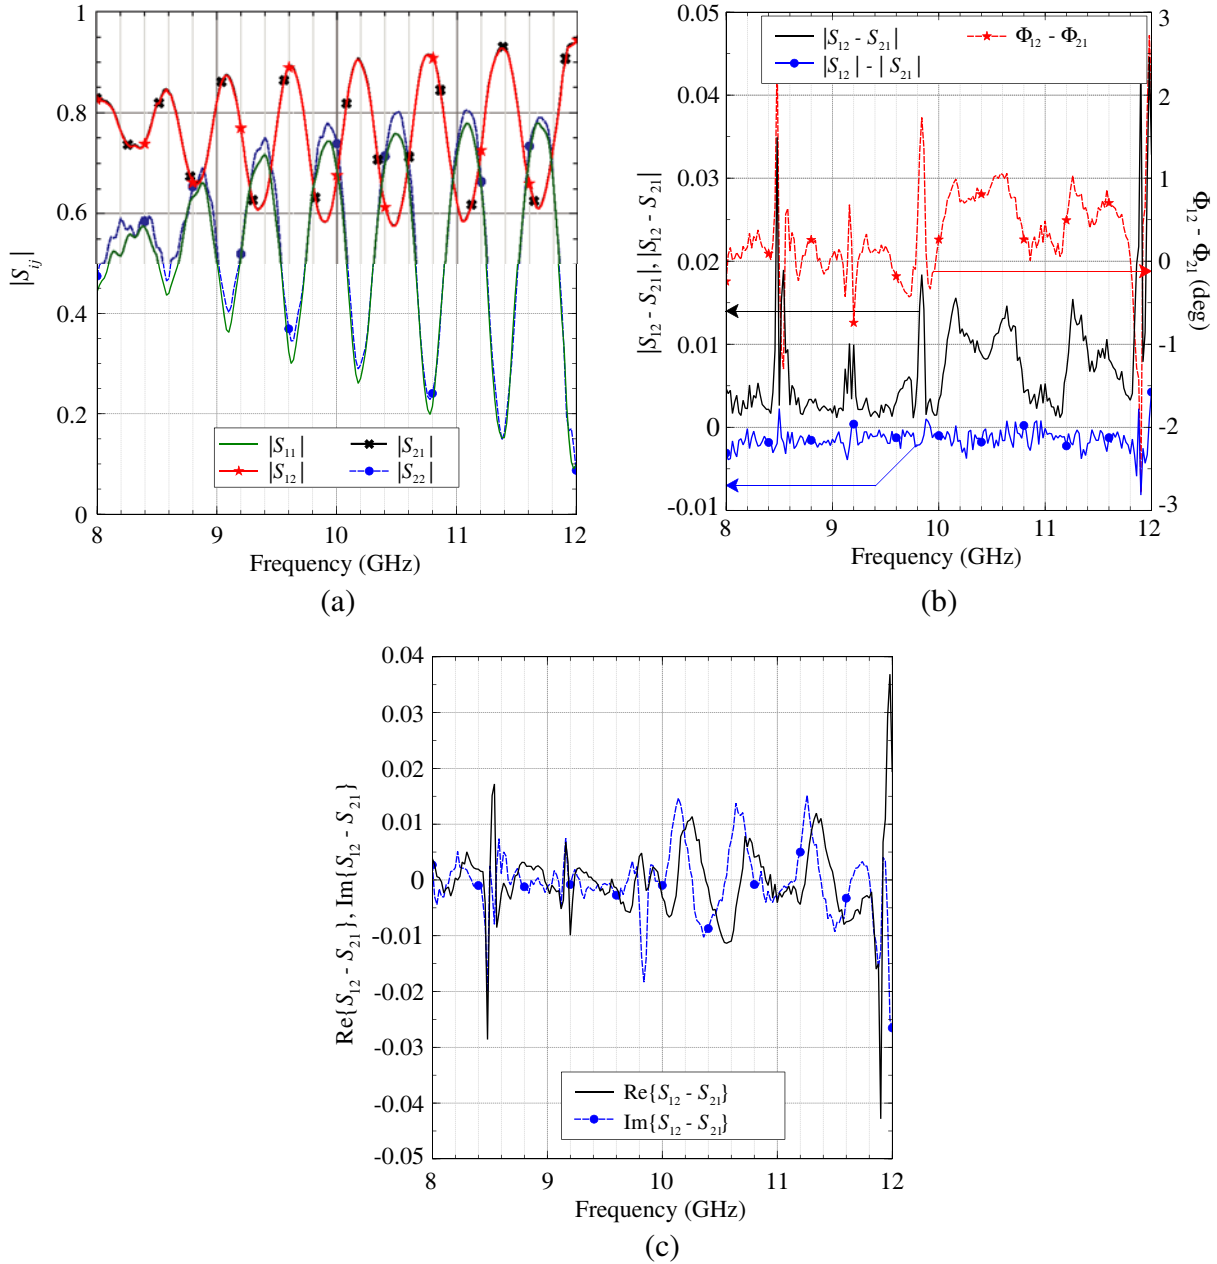 1
0.8
0.6
0.4
0.2
0
|S_ij|
|S_11|
|S_21|
|S_12|
|S_22|
8
9
10
11
12
Frequency (GHz)
(a)
0.05
0.04
0.03
0.02
0.01
0
-0.01
|S_12 - S_21|, |S_12 - S_21|
|S_12 - S_21|
Φ_12 - Φ_21
|S_12| - |S_21|
3
2
1
0
-1
-2
-3
Φ_12 - Φ_21 (deg)
8
9
10
11
12
Frequency (GHz)
(b)
0.04
0.03
0.02
0.01
0
-0.01
-0.02
-0.03
-0.04
-0.05
Re{S_12 - S_21}, Im{S_12 - S_21}
Re{S_12 - S_21}
Im{S_12 - S_21}
8
9
10
11
12
Frequency (GHz)
(c)